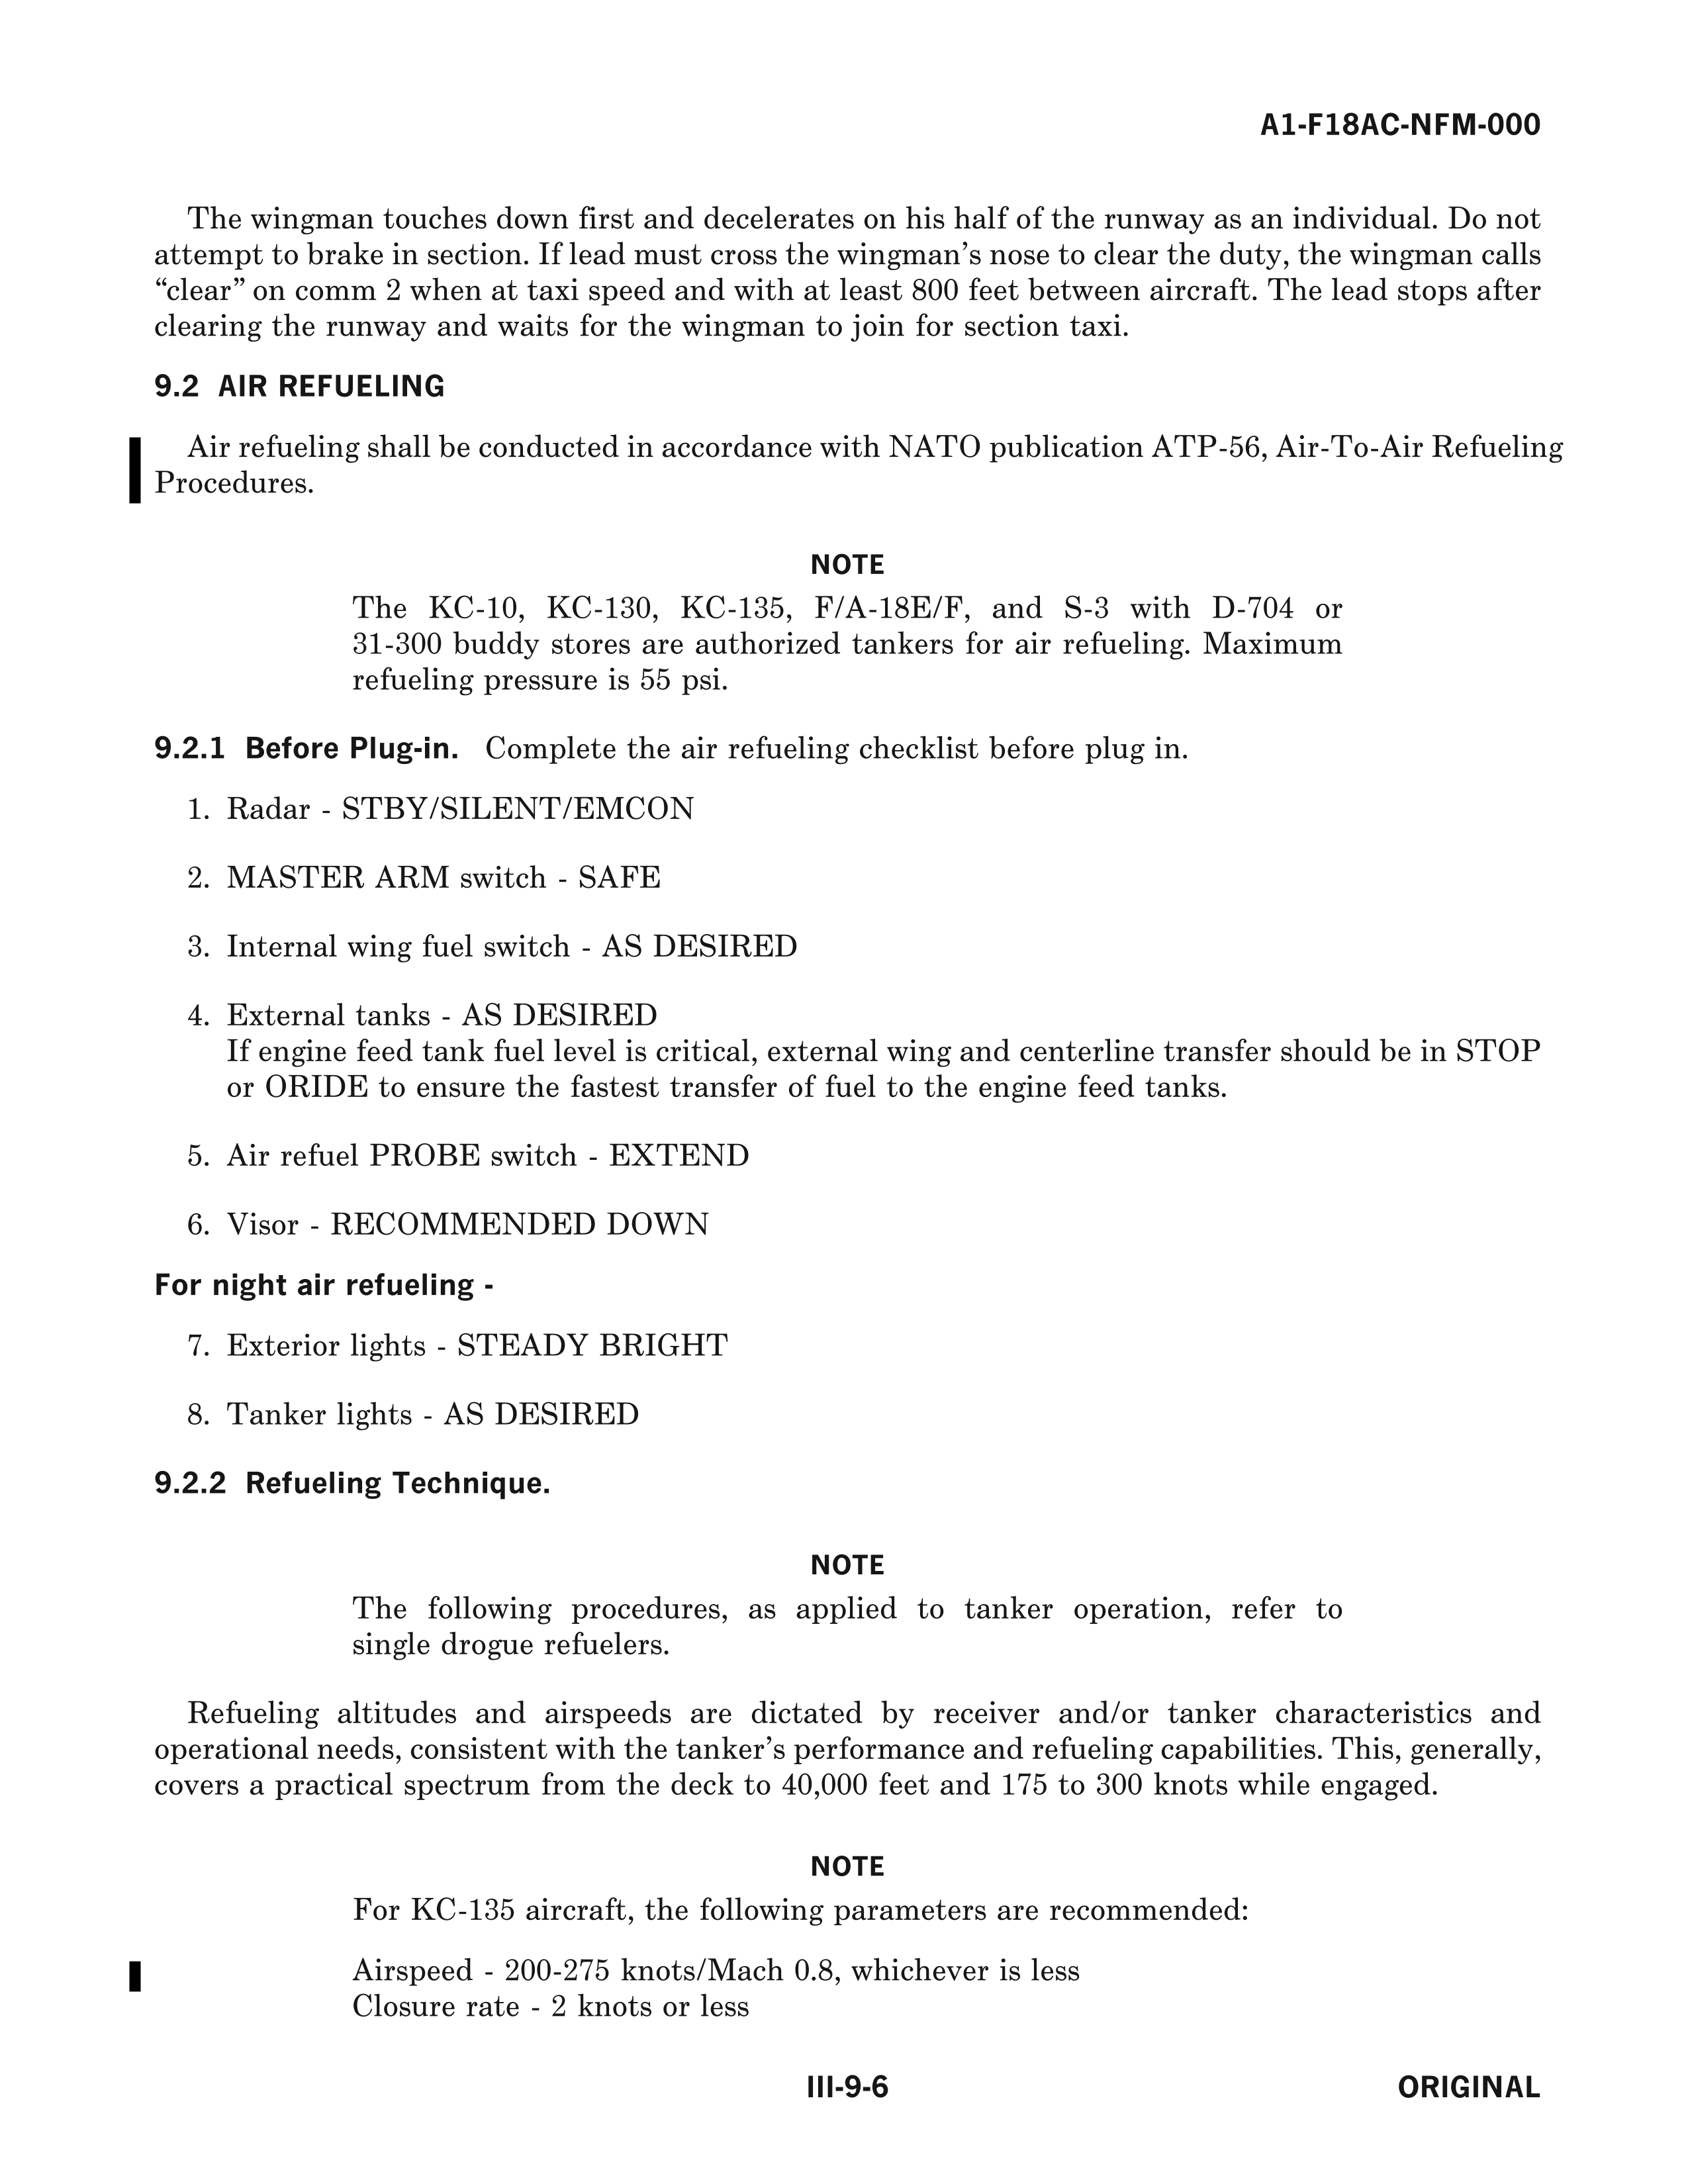 A1-F18AC-NFM-000
The wingman touches down first and decelerates on his half of the runway as an individual. Do not
attempt to brake in section. If lead must cross the wingman's nose to clear the duty, the wingman calls
“clear” on comm 2 when at taxi speed and with at least 800 feet between aircraft. The lead stops after
clearing the runway and waits for the wingman to join for section taxi.
9.2 AIR REFUELING
Air refueling shall be conducted in accordance with NATO publication ATP-56, Air-To-Air Refueling
Procedures.
NOTE
The KC-10, KC-130, KC-135, F/A-18E/F, and S-3 with D-704 or
31-300 buddy stores are authorized tankers for air refueling. Maximum
refueling pressure is 55 psi.
9.2.1 Before Plug-in. Complete the air refueling checklist before plug in.
1. Radar - STBY/SILENT/EMCON
2. MASTER ARM switch - SAFE
3. Internal wing fuel switch - AS DESIRED
4. External tanks - AS DESIRED
If engine feed tank fuel level is critical, external wing and centerline transfer should be in STOP
or ORIDE to ensure the fastest transfer of fuel to the engine feed tanks.
5. Air refuel PROBE switch - EXTEND
6. Visor - RECOMMENDED DOWN
For night air refueling -
7. Exterior lights - STEADY BRIGHT
8. Tanker lights - AS DESIRED
9.2.2 Refueling Technique.
NOTE
The following procedures, as applied to tanker operation, refer to
single drogue refuelers.
Refueling altitudes and airspeeds are dictated by receiver and/or tanker characteristics and
operational needs, consistent with the tanker's performance and refueling capabilities. This, generally,
covers a practical spectrum from the deck to 40,000 feet and 175 to 300 knots while engaged.
NOTE
For KC-135 aircraft, the following parameters are recommended:
Airspeed - 200-275 knots/Mach 0.8, whichever is less
Closure rate - 2 knots or less
III-9-6
ORIGINAL